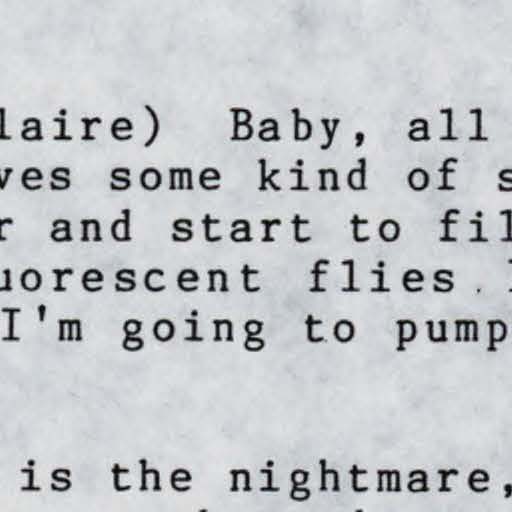 laire) Baby, all
ves some kind of s
r and start to fil
uorescent flies.
I'm going to pump
is the nightmare,